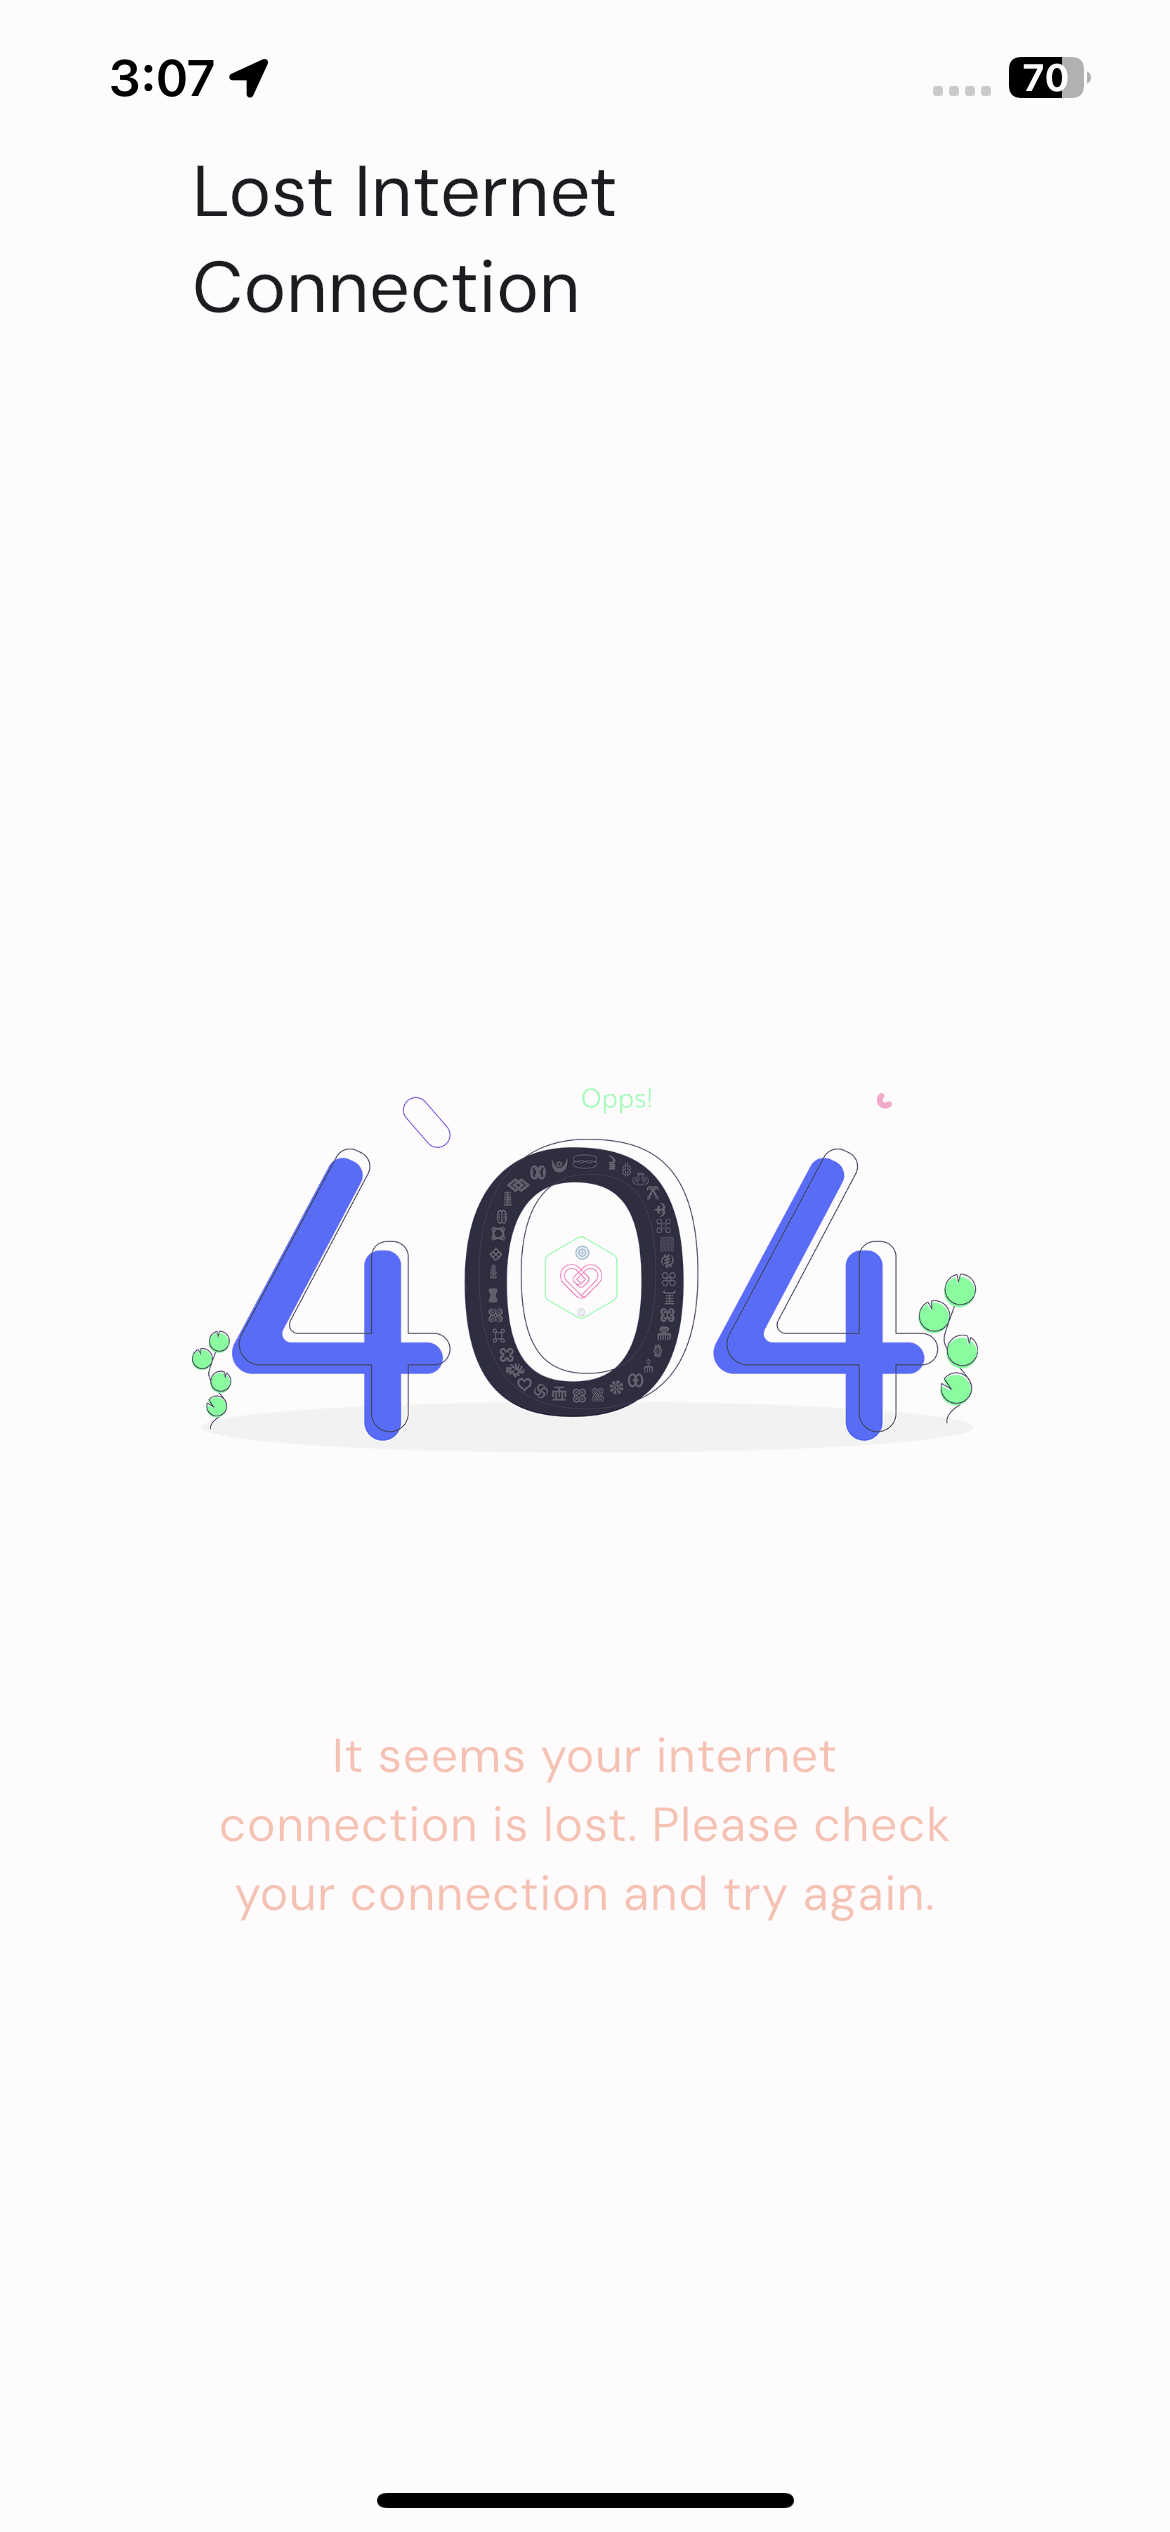 3:07
70
Lost Internet
Connection
Opps!
404
It seems your internet
connection is lost. Please check
your connection and try again.